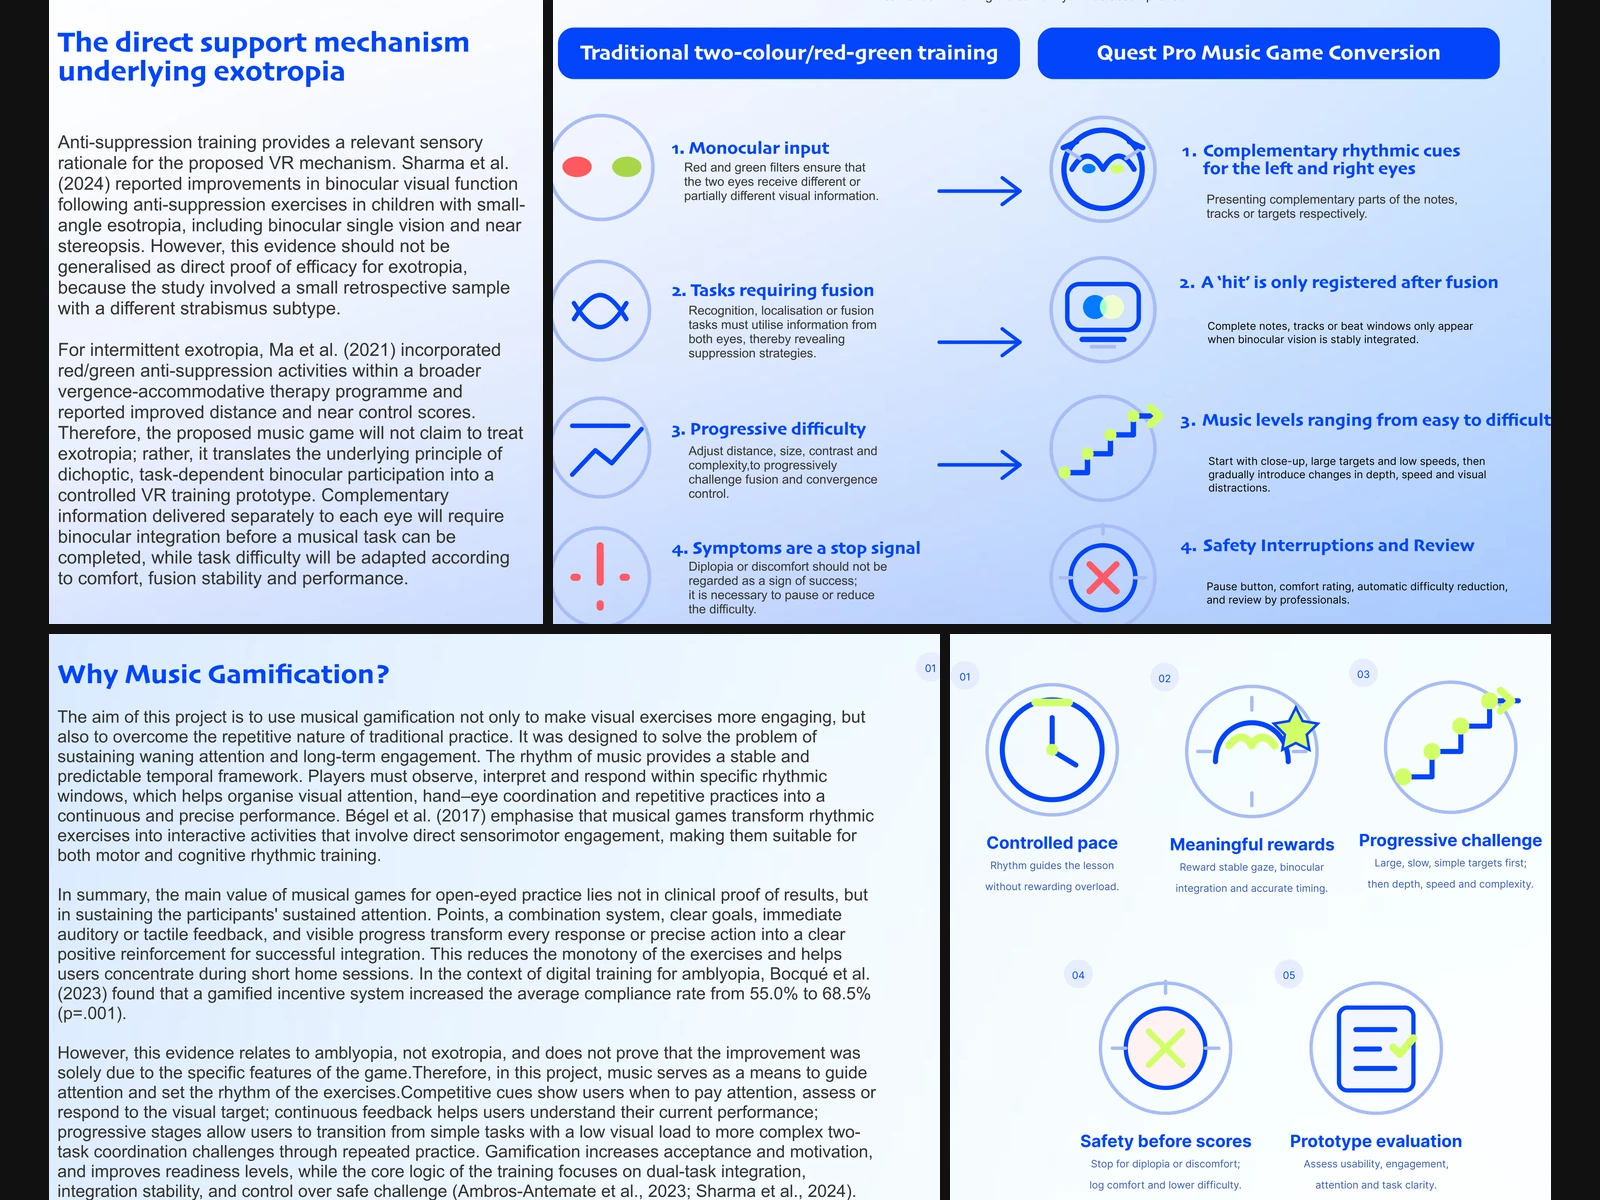 The direct support mechanism
underlying exotropia
Anti-suppression training provides a relevant sensory
rationale for the proposed VR mechanism. Sharma et al.
(2024) reported improvements in binocular visual function
following anti-suppression exercises in children with small-
angle esotropia, including binocular single vision and near
stereopsis. However, this evidence should not be
generalised as direct proof of efficacy for exotropia,
because the study involved a small retrospective sample
with a different strabismus subtype.
For intermittent exotropia, Ma et al. (2021) incorporated
red/green anti-suppression activities within a broader
vergence-accommodative therapy programme and
reported improved distance and near control scores.
Therefore, the proposed music game will not claim to treat
exotropia; rather, it translates the underlying principle of
dichoptic, task-dependent binocular participation into a
controlled VR training prototype. Complementary
information delivered separately to each eye will require
binocular integration before a musical task can be
completed, while task difficulty will be adapted according
to comfort, fusion stability and performance.
Traditional two-colour/red-green training
1. Monocular input
Red and green filters ensure that
the two eyes receive different or
partially different visual information.
2. Tasks requiring fusion
Recognition, localisation or fusion
tasks must utilise information from
both eyes, thereby revealing
suppression strategies.
3. Progressive difficulty
Adjust distance, size, contrast and
complexity,to progressively
challenge fusion and convergence
control.
4. Symptoms are a stop signal
Diplopia or discomfort should not be
regarded as a sign of success;
it is necessary to pause or reduce
the difficulty.
Quest Pro Music Game Conversion
1. Complementary rhythmic cues
for the left and right eyes
Presenting complementary parts of the notes,
tracks or targets respectively.
2. A ‘hit’ is only registered after fusion
Complete notes, tracks or beat windows only appear
when binocular vision is stably integrated.
3. Music levels ranging from easy to difficult
Start with close-up, large targets and low speeds, then
gradually introduce changes in depth, speed and visual
distractions.
4. Safety Interruptions and Review
Pause button, comfort rating, automatic difficulty reduction,
and review by professionals.
Why Music Gamification?
01
The aim of this project is to use musical gamification not only to make visual exercises more engaging, but
also to overcome the repetitive nature of traditional practice. It was designed to solve the problem of
sustaining waning attention and long-term engagement. The rhythm of music provides a stable and
predictable temporal framework. Players must observe, interpret and respond within specific rhythmic
windows, which helps organise visual attention, hand–eye coordination and repetitive practices into a
continuous and precise performance. Bégel et al. (2017) emphasise that musical games transform rhythmic
exercises into interactive activities that involve direct sensorimotor engagement, making them suitable for
both motor and cognitive rhythmic training.
In summary, the main value of musical games for open-eyed practice lies not in clinical proof of results, but
in sustaining the participants' sustained attention. Points, a combination system, clear goals, immediate
auditory or tactile feedback, and visible progress transform every response or precise action into a clear
positive reinforcement for successful integration. This reduces the monotony of the exercises and helps
users concentrate during short home sessions. In the context of digital training for amblyopia, Bocqué et al.
(2023) found that a gamified incentive system increased the average compliance rate from 55.0% to 68.5%
(p=.001).
However, this evidence relates to amblyopia, not exotropia, and does not prove that the improvement was
solely due to the specific features of the game.Therefore, in this project, music serves as a means to guide
attention and set the rhythm of the exercises.Competitive cues show users when to pay attention, assess or
respond to the visual target; continuous feedback helps users understand their current performance;
progressive stages allow users to transition from simple tasks with a low visual load to more complex two-
task coordination challenges through repeated practice. Gamification increases acceptance and motivation,
and improves readiness levels, while the core logic of the training focuses on dual-task integration,
integration stability, and control over safe challenge (Ambros-Antemate et al., 2023; Sharma et al., 2024).
01
Controlled pace
Rhythm guides the lesson
without rewarding overload.
02
Meaningful rewards
Reward stable gaze, binocular
integration and accurate timing.
03
Progressive challenge
Large, slow, simple targets first;
then depth, speed and complexity.
04
Safety before scores
Stop for diplopia or discomfort;
log comfort and lower difficulty.
05
Prototype evaluation
Assess usability, engagement,
attention and task clarity.